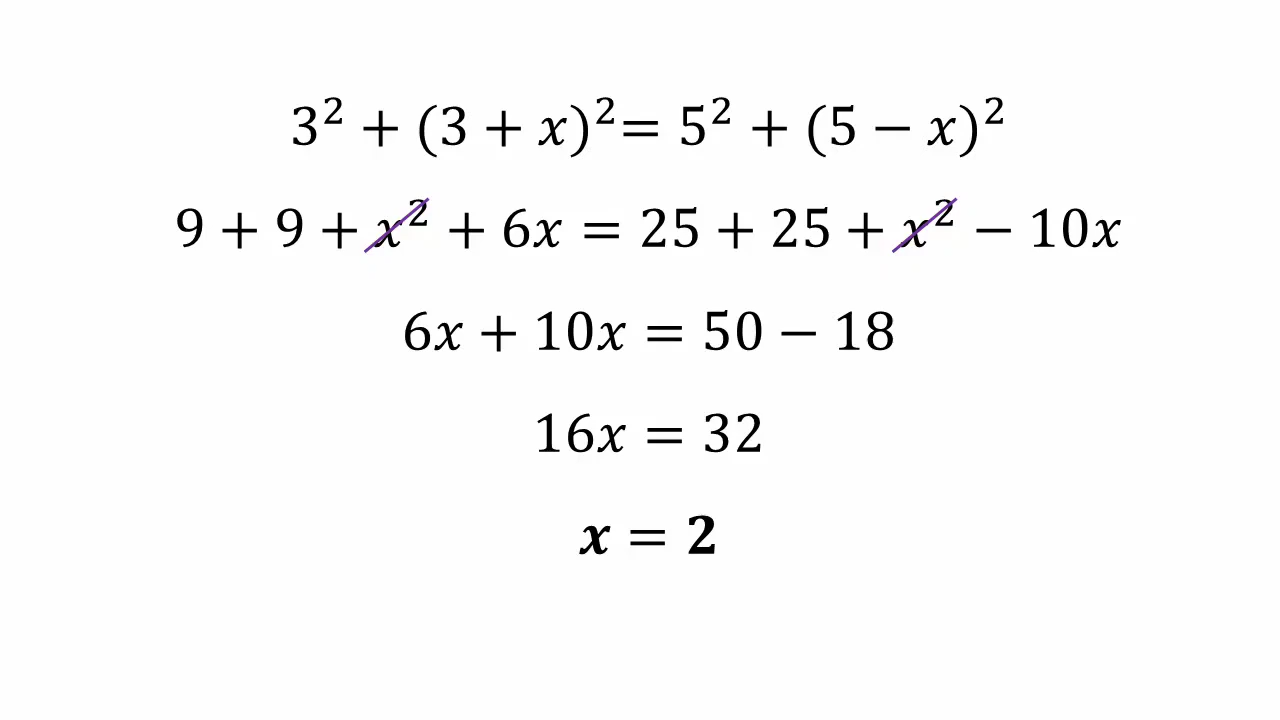 3² + (3 + x)² = 5² + (5 − x)²
9 + 9 + x² + 6x = 25 + 25 + x² − 10x
6x + 10x = 50 − 18
16x = 32
x = 2